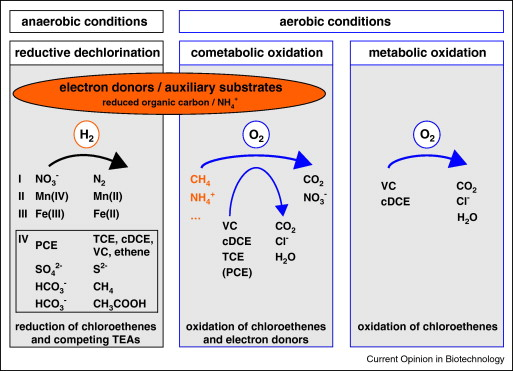 anaerobic conditions
aerobic conditions
reductive dechlorination
cometabolic oxidation
metabolic oxidation
electron donors / auxiliary substrates
reduced organic carbon / NH₄⁺
H₂
O₂
O₂
I NO₃⁻ N₂
II Mn(IV) Mn(II)
III Fe(III) Fe(II)
IV
PCE TCE, cDCE,
VC, ethene
SO₄²⁻ S²⁻
HCO₃⁻ CH₄
HCO₃⁻ CH₃COOH
reduction of chloroethenes
and competing TEAs
CH₄ CO₂
NH₄⁺ NO₃⁻
...
VC CO₂
cDCE Cl⁻
TCE H₂O
(PCE)
oxidation of chloroethenes
and electron donors
VC CO₂
cDCE Cl⁻
H₂O
oxidation of chloroethenes
Current Opinion in Biotechnology